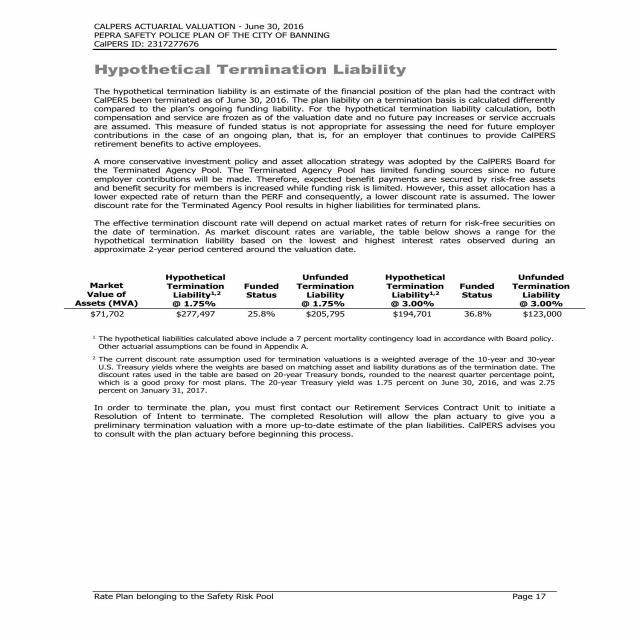 CALPERS ACTUARIAL VALUATION - June 30, 2016
PEPRA SAFETY POLICE PLAN OF THE CITY OF BANNING
CalPERS ID: 2317277676
Hypothetical Termination Liability
The hypothetical termination liability is an estimate of the financial position of the plan had the contract with
CalPERS been terminated as of June 30, 2016. The plan liability on a termination basis is calculated differently
compared to the plan's ongoing funding liability. For the hypothetical termination liability calculation, both
compensation and service are frozen as of the valuation date and no future pay increases or service accruals
are assumed. This measure of funded status is not appropriate for assessing the need for future employer
contributions in the case of an ongoing plan, that is, for an employer that continues to provide CalPERS
retirement benefits to active employees.
A more conservative investment policy and asset allocation strategy was adopted by the CalPERS Board for
the Terminated Agency Pool. The Terminated Agency Pool has limited funding sources since no future
employer contributions will be made. Therefore, expected benefit payments are secured by risk-free assets
and benefit security for members is increased while funding risk is limited. However, this asset allocation has a
lower expected rate of return than the PERF and consequently, a lower discount rate is assumed. The lower
discount rate for the Terminated Agency Pool results in higher liabilities for terminated plans.
The effective termination discount rate will depend on actual market rates of return for risk-free securities on
the date of termination. As market discount rates are variable, the table below shows a range for the
hypothetical termination liability based on the lowest and highest interest rates observed during an
approximate 2-year period centered around the valuation date.
Hypothetical Unfunded Hypothetical Unfunded
Market Termination Funded Termination Termination Funded Termination
Value of Liability1,2 Status Liability Liability1,2 Status Liability
Assets (MVA) @ 1.75% @ 1.75% @ 3.00% @ 3.00%
$71,702 $277,497 25.8% $205,795 $194,701 36.8% $123,000
1 The hypothetical liabilities calculated above include a 7 percent mortality contingency load in accordance with Board policy.
Other actuarial assumptions can be found in Appendix A.
2 The current discount rate assumption used for termination valuations is a weighted average of the 10-year and 30-year
U.S. Treasury yields where the weights are based on matching asset and liability durations as of the termination date. The
discount rates used in the table are based on 20-year Treasury bonds, rounded to the nearest quarter percentage point,
which is a good proxy for most plans. The 20-year Treasury yield was 1.75 percent on June 30, 2016, and was 2.75
percent on January 31, 2017.
In order to terminate the plan, you must first contact our Retirement Services Contract Unit to initiate a
Resolution of Intent to terminate. The completed Resolution will allow the plan actuary to give you a
preliminary termination valuation with a more up-to-date estimate of the plan liabilities. CalPERS advises you
to consult with the plan actuary before beginning this process.
Rate Plan belonging to the Safety Risk Pool Page 17